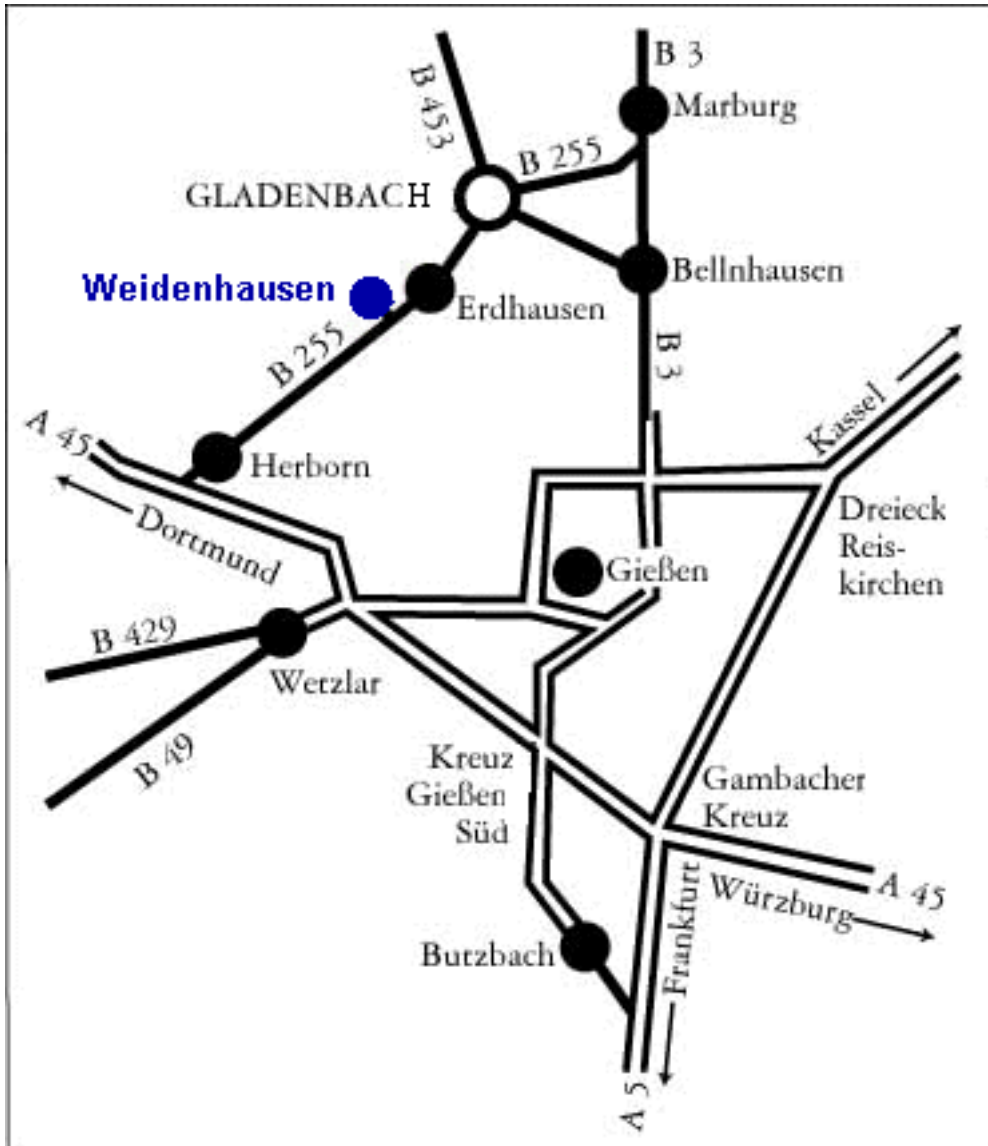 B 3
B 453
Marburg
B 255
GLADENBACH
Bellnhausen
Weidenhausen
Erdhausen
B 255
B 3
A 45
Kassel
Herborn
Dortmund
Dreieck
Reis-
kirchen
Gießen
B 429
Wetzlar
B 49
Kreuz
Gießen
Süd
Gambacher
Kreuz
A 45
Würzburg
Frankfurt
Butzbach
A 5